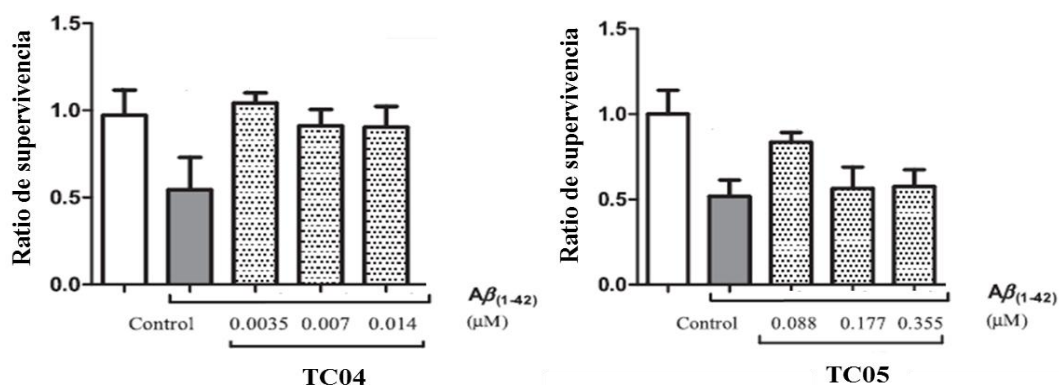 Ratio de supervivencia
1.5
1.0
0.5
0.0
Control
0.0035 0.007 0.014
Aβ(1-42)
(μM)
TC04
Ratio de supervivencia
1.5
1.0
0.5
0.0
Control
0.088 0.177 0.355
Aβ(1-42)
(μM)
TC05